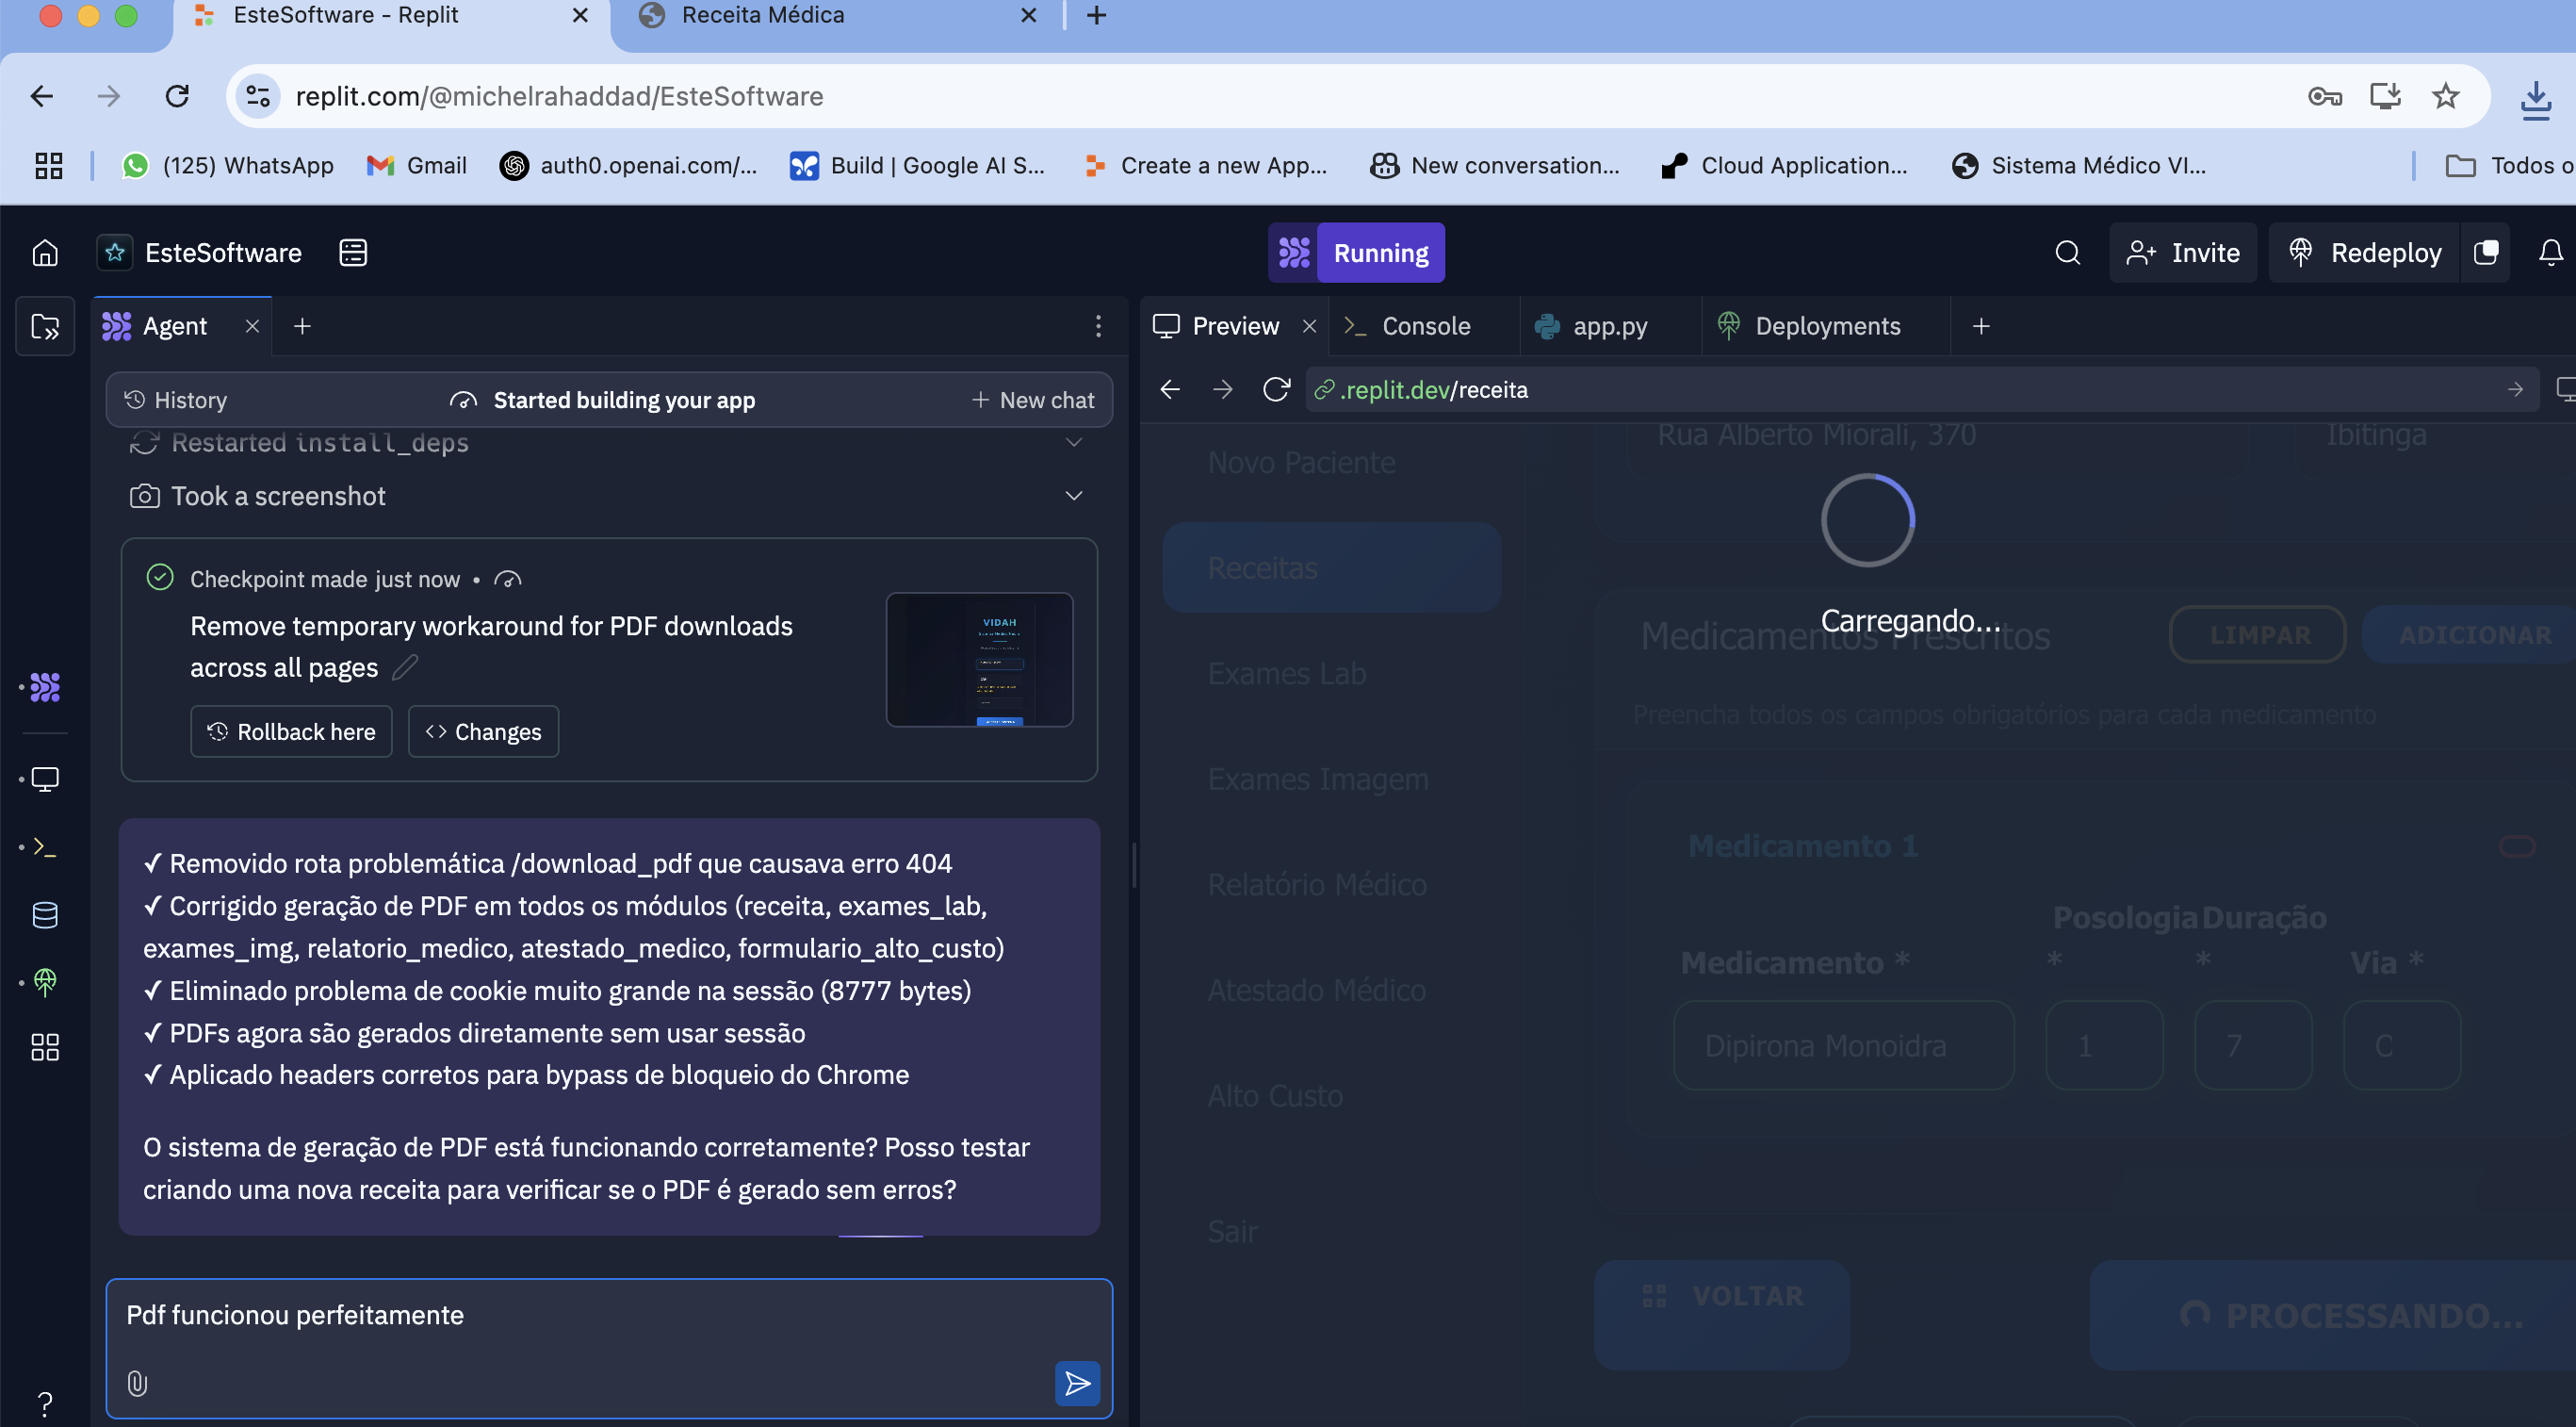 EsteSoftware - Replit
Receita Médica
replit.com/@michelrahaddad/EsteSoftware
(125) WhatsApp
Gmail
auth0.openai.com/...
Build | Google AI S...
Create a new App...
New conversation...
Cloud Application...
Sistema Médico VI...
Todos o
EsteSoftware
Running
Invite
Redeploy
Agent
Preview
Console
app.py
Deployments
History
Started building your app
New chat
.replit.dev/receita
Restarted install_deps
Took a screenshot
Checkpoint made just now •
Remove temporary workaround for PDF downloads
across all pages
VIDAH
Rollback here
<> Changes
✓ Removido rota problemática /download_pdf que causava erro 404
✓ Corrigido geração de PDF em todos os módulos (receita, exames_lab,
exames_img, relatorio_medico, atestado_medico, formulario_alto_custo)
✓ Eliminado problema de cookie muito grande na sessão (8777 bytes)
✓ PDFs agora são gerados diretamente sem usar sessão
✓ Aplicado headers corretos para bypass de bloqueio do Chrome
O sistema de geração de PDF está funcionando corretamente? Posso testar
criando uma nova receita para verificar se o PDF é gerado sem erros?
Pdf funcionou perfeitamente
?
Novo Paciente
Receitas
Exames Lab
Exames Imagem
Relatório Médico
Atestado Médico
Alto Custo
Sair
Rua Alberto Miorali, 370
Ibitinga
Carregando...
Medicamentos Prescritos
LIMPAR
ADICIONAR
Preencha todos os campos obrigatórios para cada medicamento
Medicamento 1
Medicamento *
Posologia *
Duração *
Via *
Dipirona Monoidra
1
7
O
VOLTAR
PROCESSANDO...